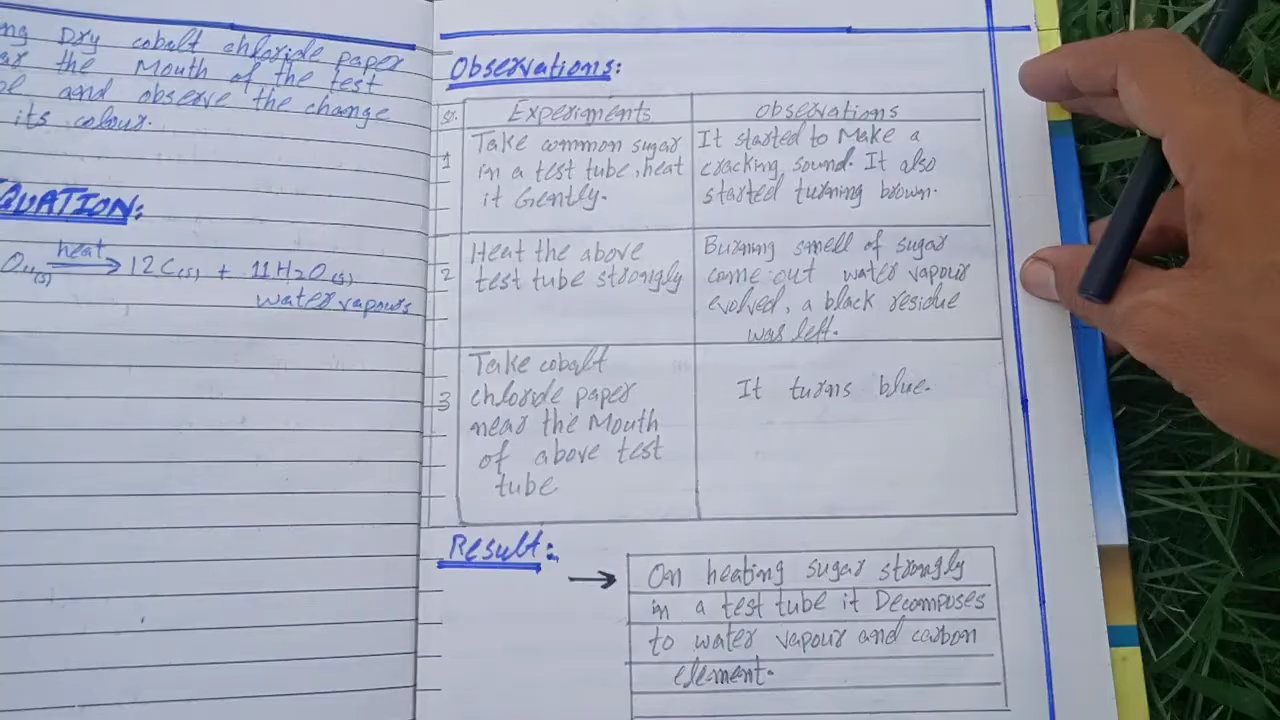 Dry cobalt chloride paper
the Mouth of the test
and observe the change
its colour.
heat
12C(s) + 11H2O(g)
water vapours
Observations:
Sr. Experiments Observations
1 Take common sugar
in a test tube, heat
it Gently.
It started to Make a
cracking sound. It also
started turning brown.
2 Heat the above
test tube strongly
Burning smell of sugar
come out water vapour
evolved, a black residue
was left.
3 Take cobalt
chloride paper
near the Mouth
of above test
tube
It turns blue.
Result:
On heating sugar strongly
in a test tube it Decomposes
to water vapour and carbon
element.